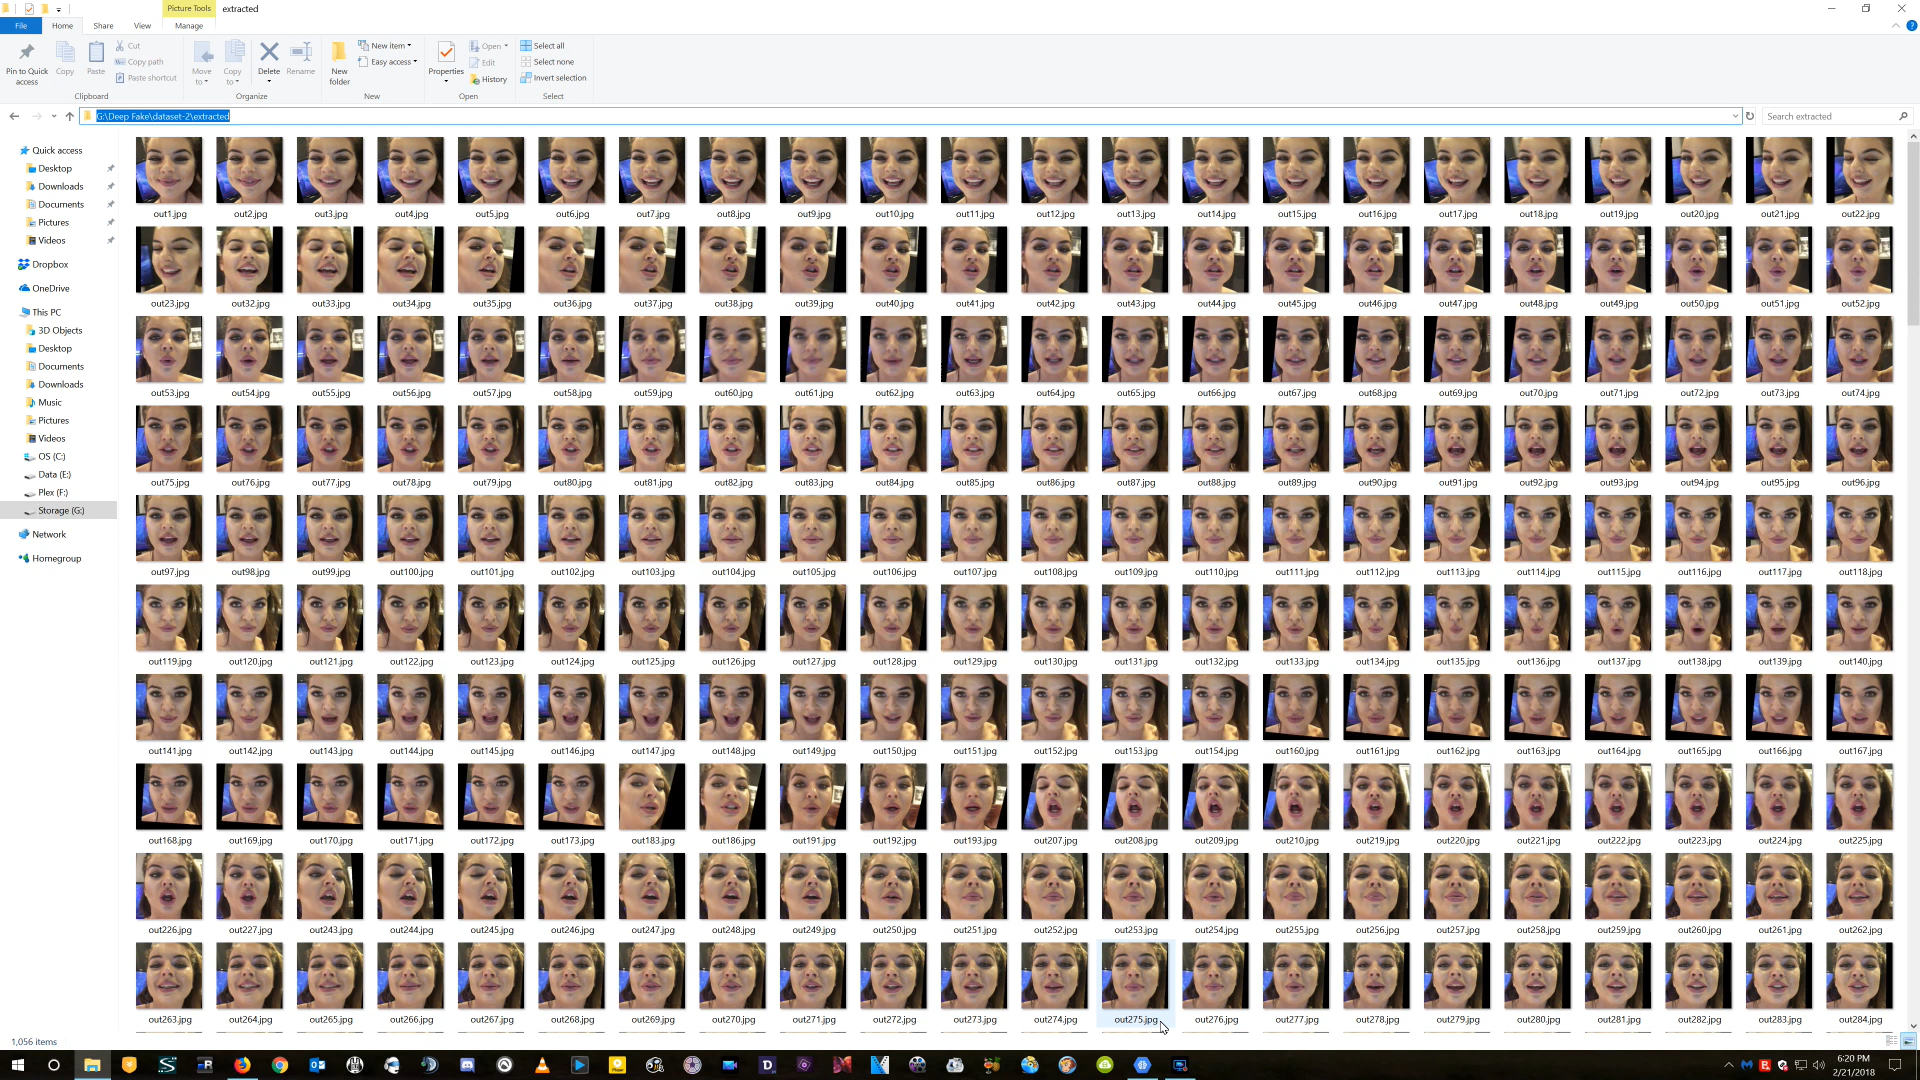 Picture Tools extracted
File Home Share View Manage
Pin to Quick access
Copy
Paste
Cut
Copy path
Paste shortcut
Clipboard
Move to
Copy to
Delete
Rename
Organize
New folder
New item
Easy access
New
Properties
Open
Edit
History
Open
Select all
Select none
Invert selection
Select
G:\Deep Fake\dataset-2\extracted
Search extracted
Quick access
Desktop
Downloads
Documents
Pictures
Videos
Dropbox
OneDrive
This PC
3D Objects
Desktop
Documents
Downloads
Music
Pictures
Videos
OS (C:)
Data (E:)
Plex (F:)
Storage (G:)
Network
Homegroup
out1.jpg out2.jpg out3.jpg out4.jpg out5.jpg out6.jpg out7.jpg out8.jpg out9.jpg out10.jpg out11.jpg out12.jpg out13.jpg out14.jpg out15.jpg out16.jpg out17.jpg out18.jpg out19.jpg out20.jpg out21.jpg out22.jpg
out23.jpg out32.jpg out33.jpg out34.jpg out35.jpg out36.jpg out37.jpg out38.jpg out39.jpg out40.jpg out41.jpg out42.jpg out43.jpg out44.jpg out45.jpg out46.jpg out47.jpg out48.jpg out49.jpg out50.jpg out51.jpg out52.jpg
out53.jpg out54.jpg out55.jpg out56.jpg out57.jpg out58.jpg out59.jpg out60.jpg out61.jpg out62.jpg out63.jpg out64.jpg out65.jpg out66.jpg out67.jpg out68.jpg out69.jpg out70.jpg out71.jpg out72.jpg out73.jpg out74.jpg
out75.jpg out76.jpg out77.jpg out78.jpg out79.jpg out80.jpg out81.jpg out82.jpg out83.jpg out84.jpg out85.jpg out86.jpg out87.jpg out88.jpg out89.jpg out90.jpg out91.jpg out92.jpg out93.jpg out94.jpg out95.jpg out96.jpg
out97.jpg out98.jpg out99.jpg out100.jpg out101.jpg out102.jpg out103.jpg out104.jpg out105.jpg out106.jpg out107.jpg out108.jpg out109.jpg out110.jpg out111.jpg out112.jpg out113.jpg out114.jpg out115.jpg out116.jpg out117.jpg out118.jpg
out119.jpg out120.jpg out121.jpg out122.jpg out123.jpg out124.jpg out125.jpg out126.jpg out127.jpg out128.jpg out129.jpg out130.jpg out131.jpg out132.jpg out133.jpg out134.jpg out135.jpg out136.jpg out137.jpg out138.jpg out139.jpg out140.jpg
out141.jpg out142.jpg out143.jpg out144.jpg out145.jpg out146.jpg out147.jpg out148.jpg out149.jpg out150.jpg out151.jpg out152.jpg out153.jpg out154.jpg out160.jpg out161.jpg out162.jpg out163.jpg out164.jpg out165.jpg out166.jpg out167.jpg
out168.jpg out169.jpg out170.jpg out171.jpg out172.jpg out173.jpg out183.jpg out186.jpg out191.jpg out192.jpg out193.jpg out207.jpg out208.jpg out209.jpg out210.jpg out219.jpg out220.jpg out221.jpg out222.jpg out223.jpg out224.jpg out225.jpg
out226.jpg out227.jpg out243.jpg out244.jpg out245.jpg out246.jpg out247.jpg out248.jpg out249.jpg out250.jpg out251.jpg out252.jpg out253.jpg out254.jpg out255.jpg out256.jpg out257.jpg out258.jpg out259.jpg out260.jpg out261.jpg out262.jpg
out263.jpg out264.jpg out265.jpg out266.jpg out267.jpg out268.jpg out269.jpg out270.jpg out271.jpg out272.jpg out273.jpg out274.jpg out275.jpg out276.jpg out277.jpg out278.jpg out279.jpg out280.jpg out281.jpg out282.jpg out283.jpg out284.jpg
1,056 items
6:20 PM
2/21/2018